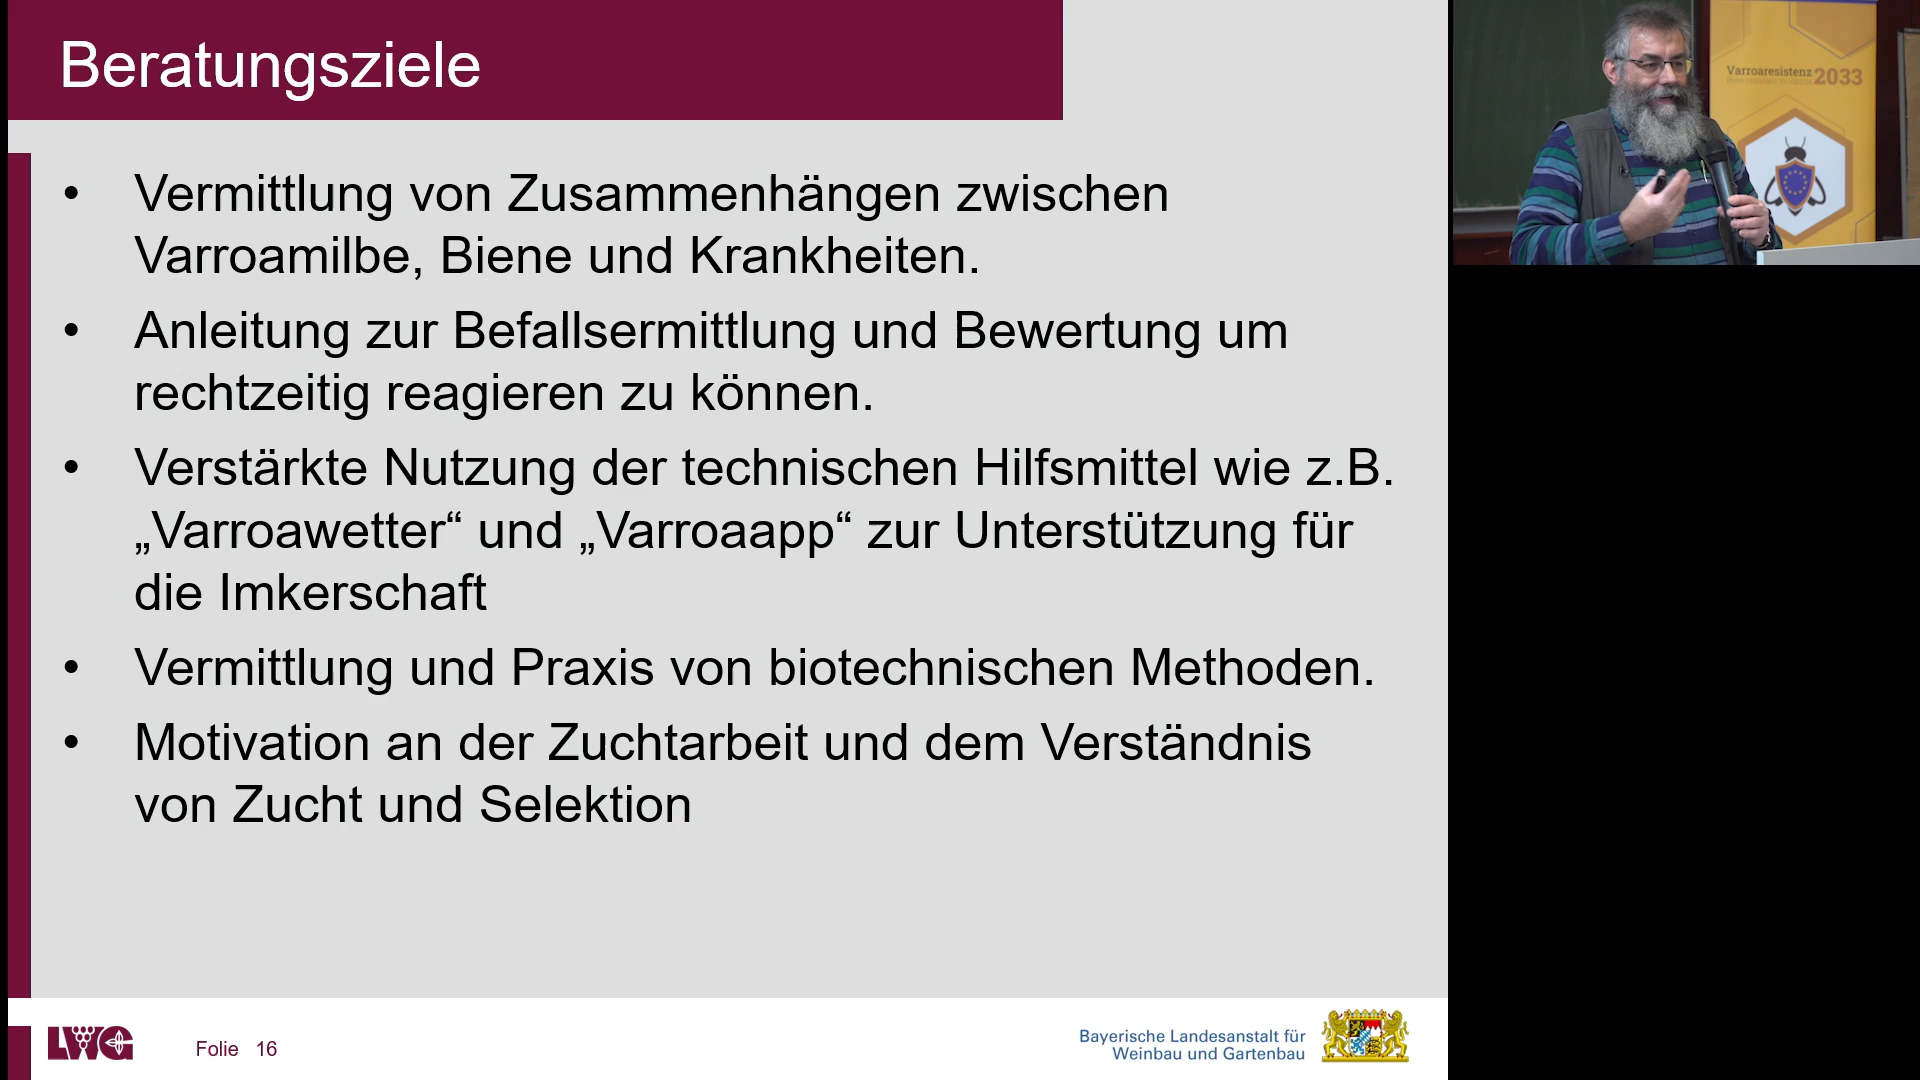 Beratungsziele
• Vermittlung von Zusammenhängen zwischen
Varroamilbe, Biene und Krankheiten.
• Anleitung zur Befallsermittlung und Bewertung um
rechtzeitig reagieren zu können.
• Verstärkte Nutzung der technischen Hilfsmittel wie z.B.
„Varroawetter“ und „Varroaapp“ zur Unterstützung für
die Imkerschaft
• Vermittlung und Praxis von biotechnischen Methoden.
• Motivation an der Zuchtarbeit und dem Verständnis
von Zucht und Selektion
LWG
Folie 16
Bayerische Landesanstalt für
Weinbau und Gartenbau
Varroaresistenz 2033